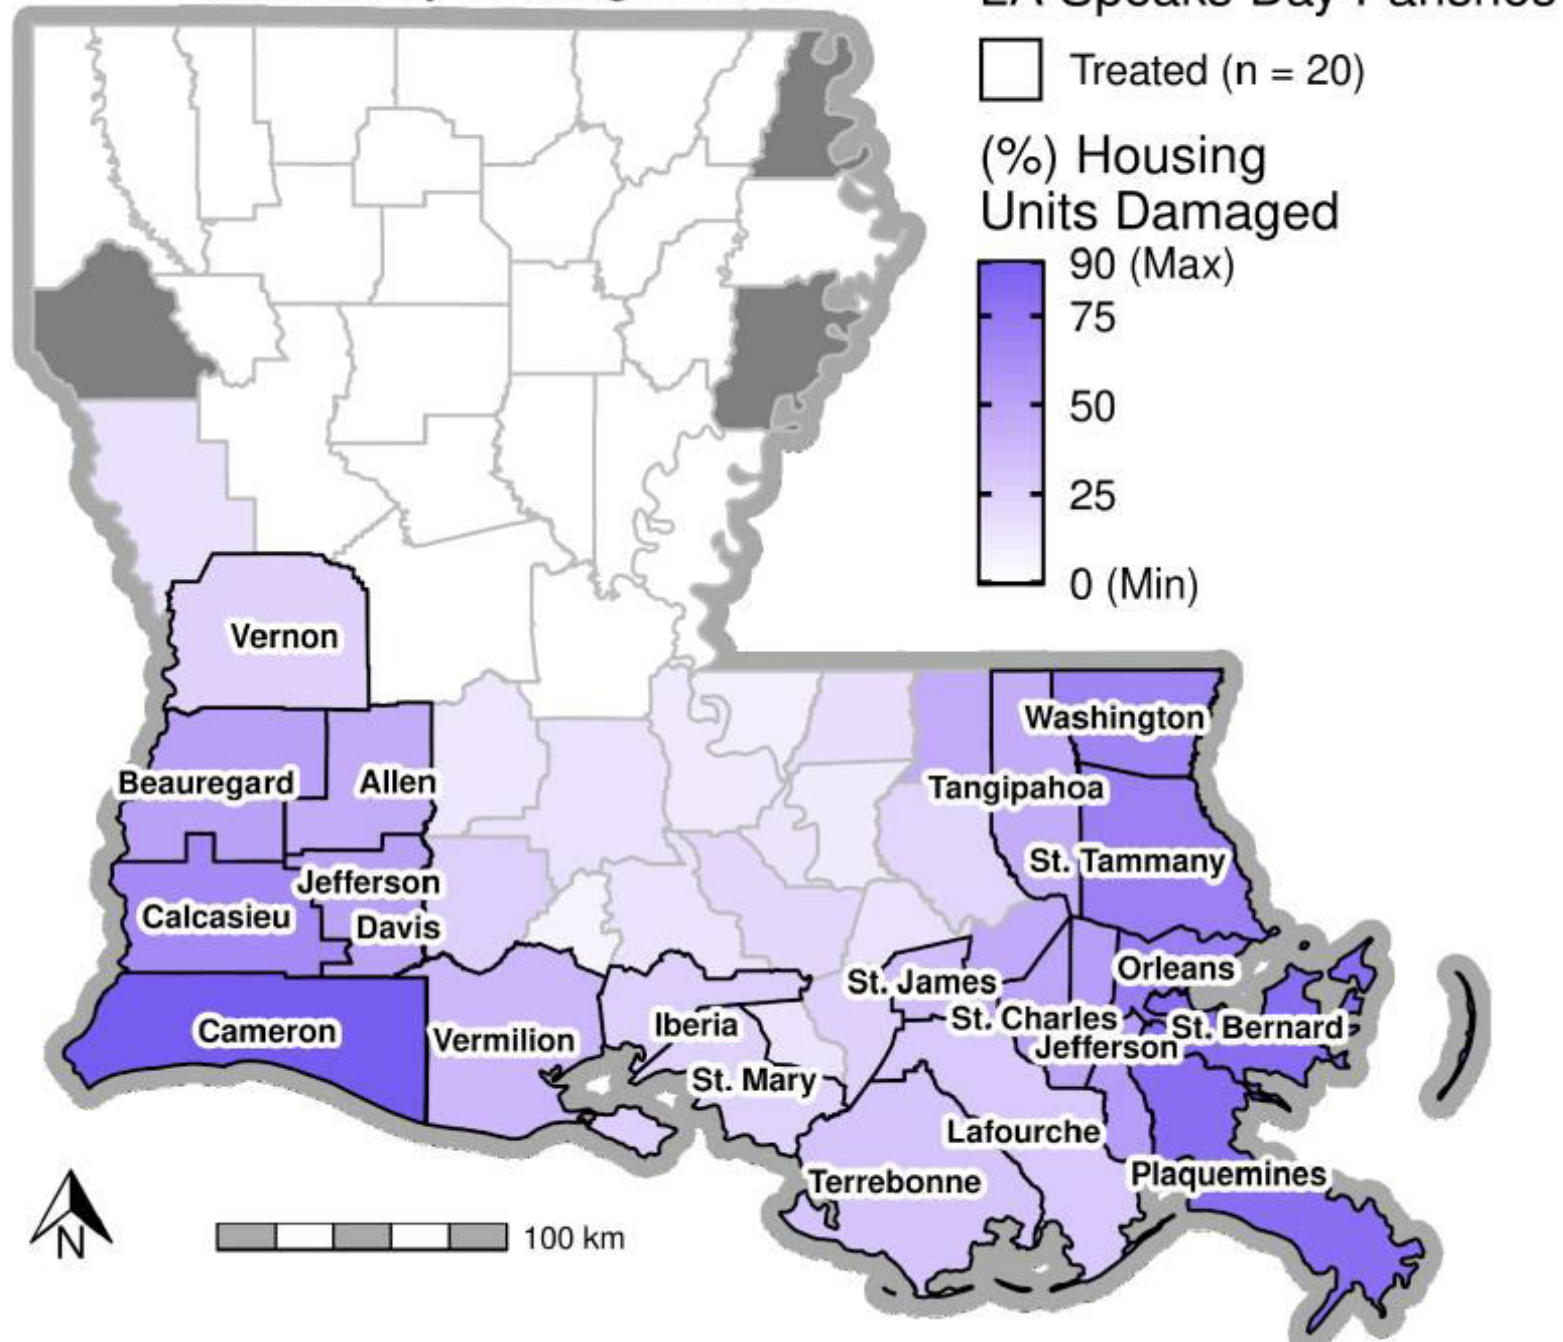 Treated (n = 20)
(%) Housing
Units Damaged
90 (Max)
75
50
25
0 (Min)
Vernon
Washington
Beauregard
Allen
Tangipahoa
St. Tammany
Jefferson
Davis
Calcasieu
Orleans
St. James
St. Charles
St. Bernard
Cameron
Vermilion
Iberia
Jefferson
St. Mary
Lafourche
Terrebonne
Plaquemines
N
100 km